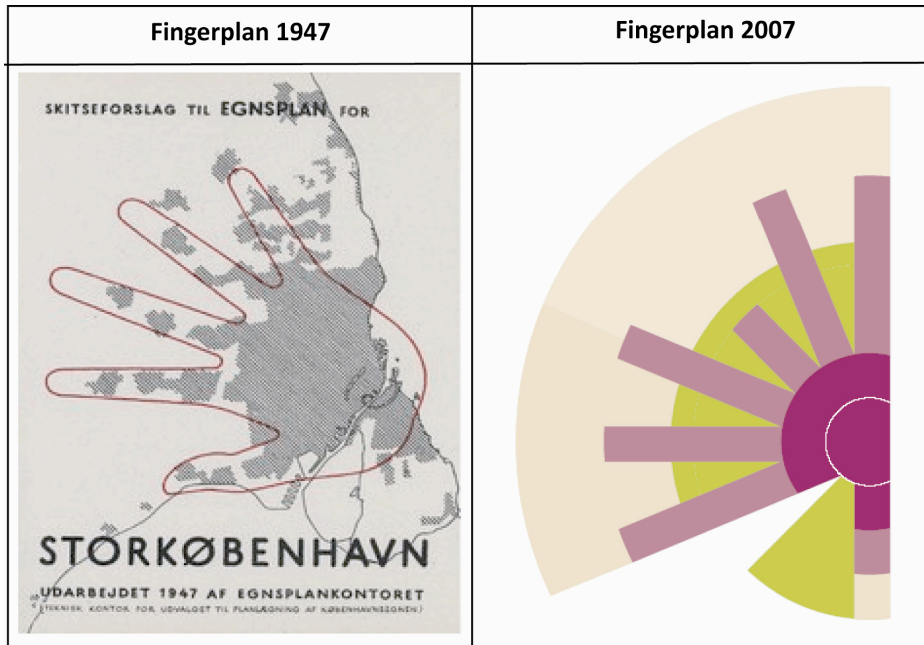 Fingerplan 1947
Fingerplan 2007
SKITSEFORSLAG TIL EGNSPLAN FOR
STORKØBENHAVN
UDARBEJDET 1947 AF EGNSPLANKONTORET
(TEKNISK KONTOR FOR UDVALGET TIL PLANLÆGNING AF KØBENHAVNSEGNEN)